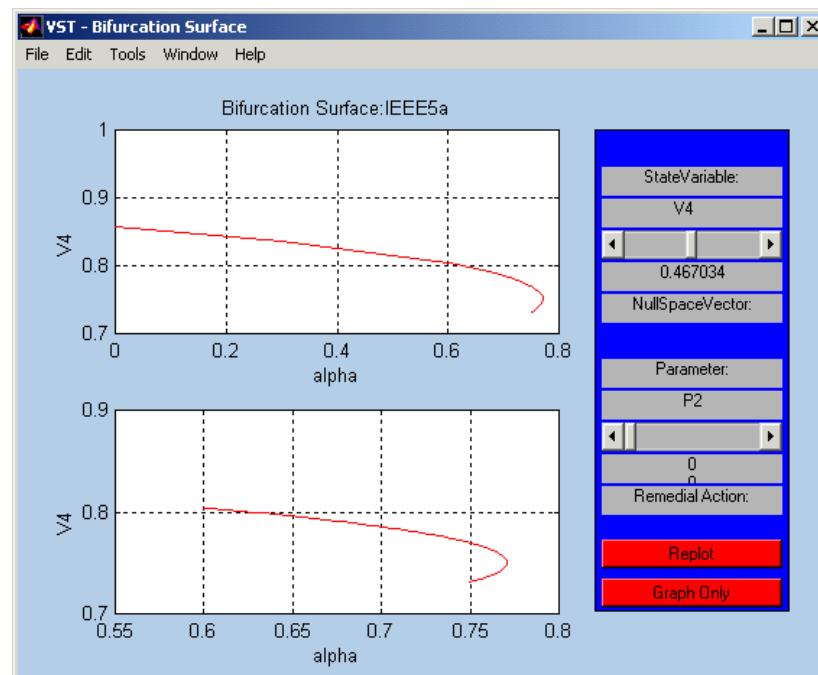 VST - Bifurcation Surface
File Edit Tools Window Help
Bifurcation Surface:IEEE5a
1
0.9
0.8
0.7
V4
0 0.2 0.4 0.6 0.8
alpha
0.9
0.8
0.7
V4
0.55 0.6 0.65 0.7 0.75 0.8
alpha
StateVariable:
V4
0.467034
NullSpaceVector:
Parameter:
P2
0
0
Remedial Action:
Replot
Graph Only